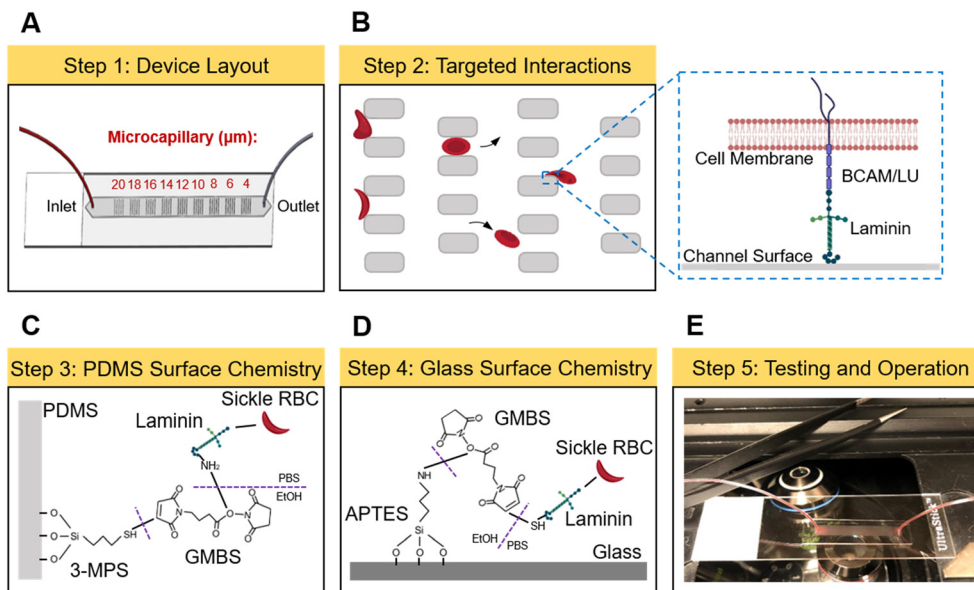 A
Step 1: Device Layout
Microcapillary (µm):
20 18 16 14 12 10 8 6 4
Inlet
Outlet
B
Step 2: Targeted Interactions
Cell Membrane
BCAM/LU
Laminin
Channel Surface
C
Step 3: PDMS Surface Chemistry
PDMS
Sickle RBC
Laminin
NH₂
PBS
EtOH
O
O
O
O
N
O
Si
SH
O
O
O
N
O
O
3-MPS
GMBS
D
Step 4: Glass Surface Chemistry
O
N
O
GMBS
O
O
NH
Sickle RBC
O
N
O
APTES
SH
Laminin
Si
EtOH
PBS
O
O
O
Glass
E
Step 5: Testing and Operation
UltraStick™